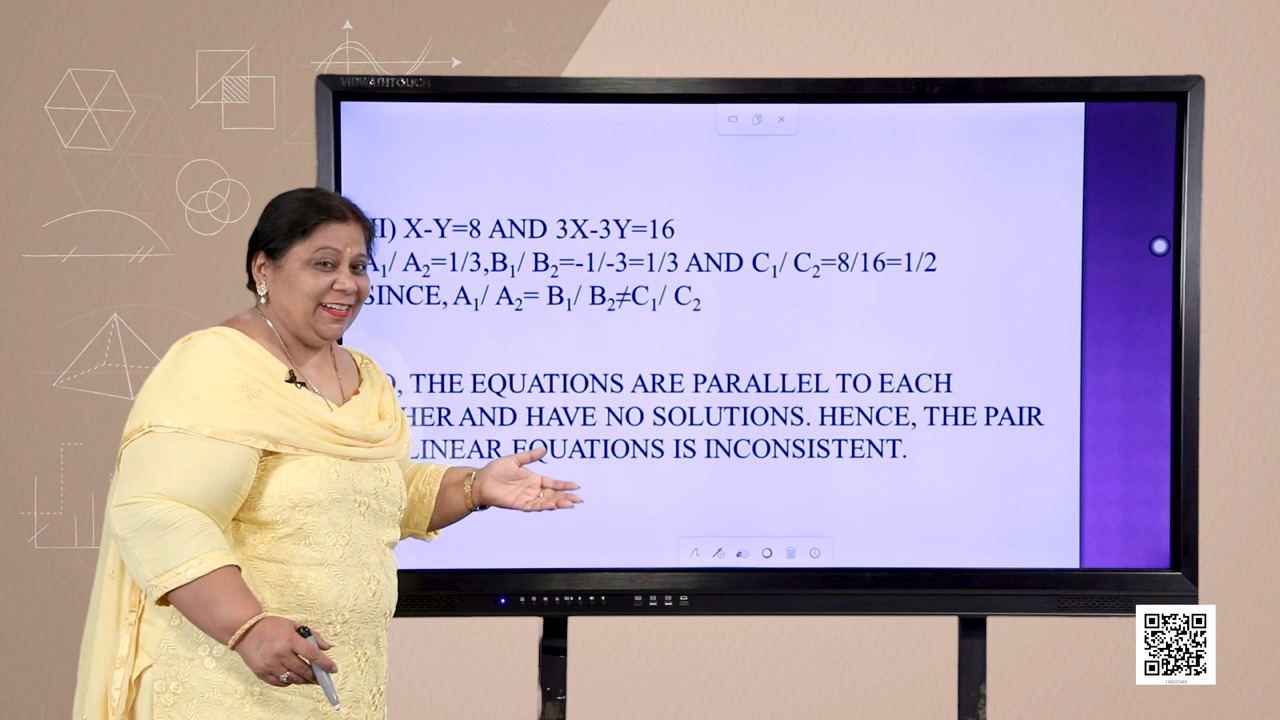 VIDWATHTOUCH
II) X-Y=8 AND 3X-3Y=16
A₁/ A₂=1/3,B₁/ B₂=-1/-3=1/3 AND C₁/ C₂=8/16=1/2
SINCE, A₁/ A₂= B₁/ B₂≠C₁/ C₂
, THE EQUATIONS ARE PARALLEL TO EACH
HER AND HAVE NO SOLUTIONS. HENCE, THE PAIR
LINEAR EQUATIONS IS INCONSISTENT.